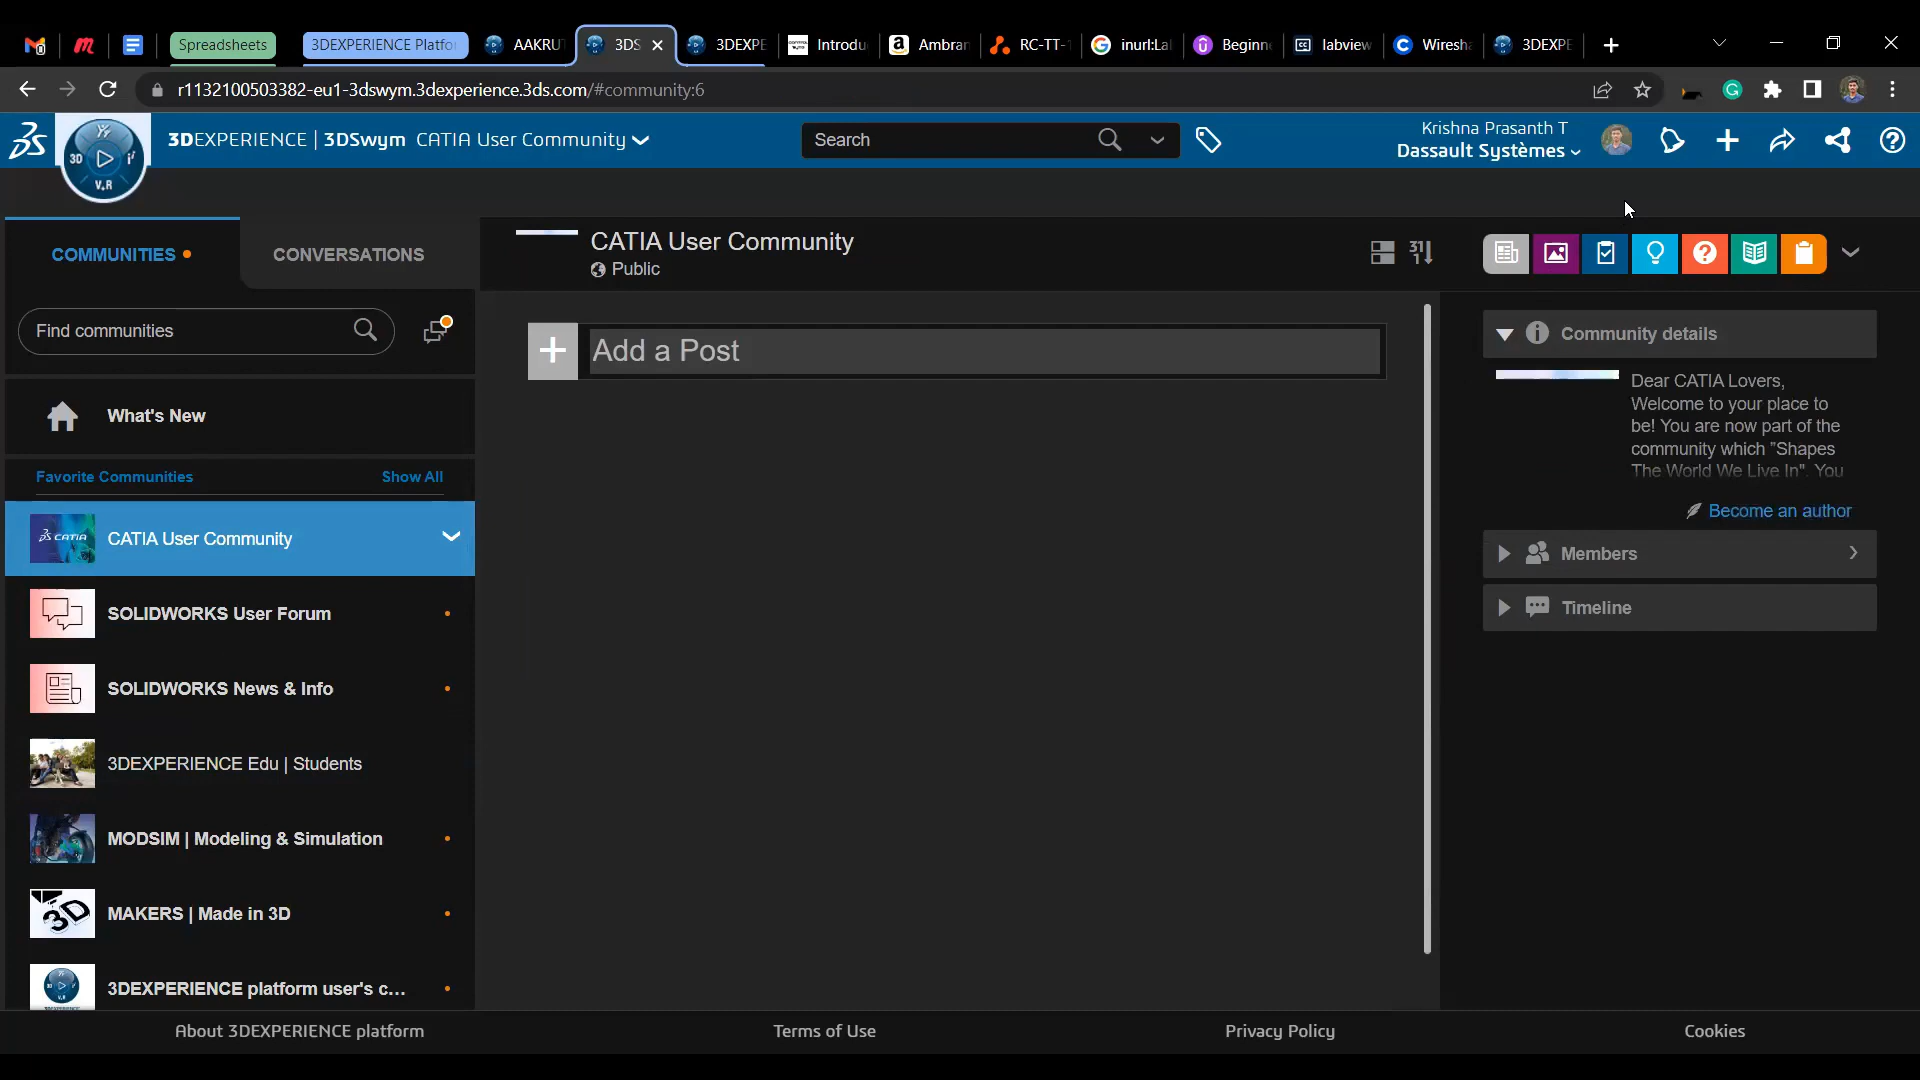 Spreadsheets
3DEXPERIENCE Platfo
AAKRU
3DS
3DEXPE
Introdu
Ambran
RC-TT-
inurl:La
Beginn
labview
Wiresha
3DEXPE
r1132100503382-eu1-3dswym.3dexperience.3ds.com/#community:6
3DEXPERIENCE | 3DSwym CATIA User Community
Search
Krishna Prasanth T
Dassault Systèmes
3D
V.R
COMMUNITIES
CONVERSATIONS
CATIA User Community
Public
Find communities
Add a Post
Community details
Dear CATIA Lovers,
Welcome to your place to
be! You are now part of the
community which "Shapes
The World We Live In". You
Become an author
Members
Timeline
What's New
Favorite Communities
Show All
CATIA
CATIA User Community
SOLIDWORKS User Forum
SOLIDWORKS News & Info
3DEXPERIENCE Edu | Students
MODSIM | Modeling & Simulation
3D
MAKERS | Made in 3D
3DEXPERIENCE platform user's c...
About 3DEXPERIENCE platform
Terms of Use
Privacy Policy
Cookies